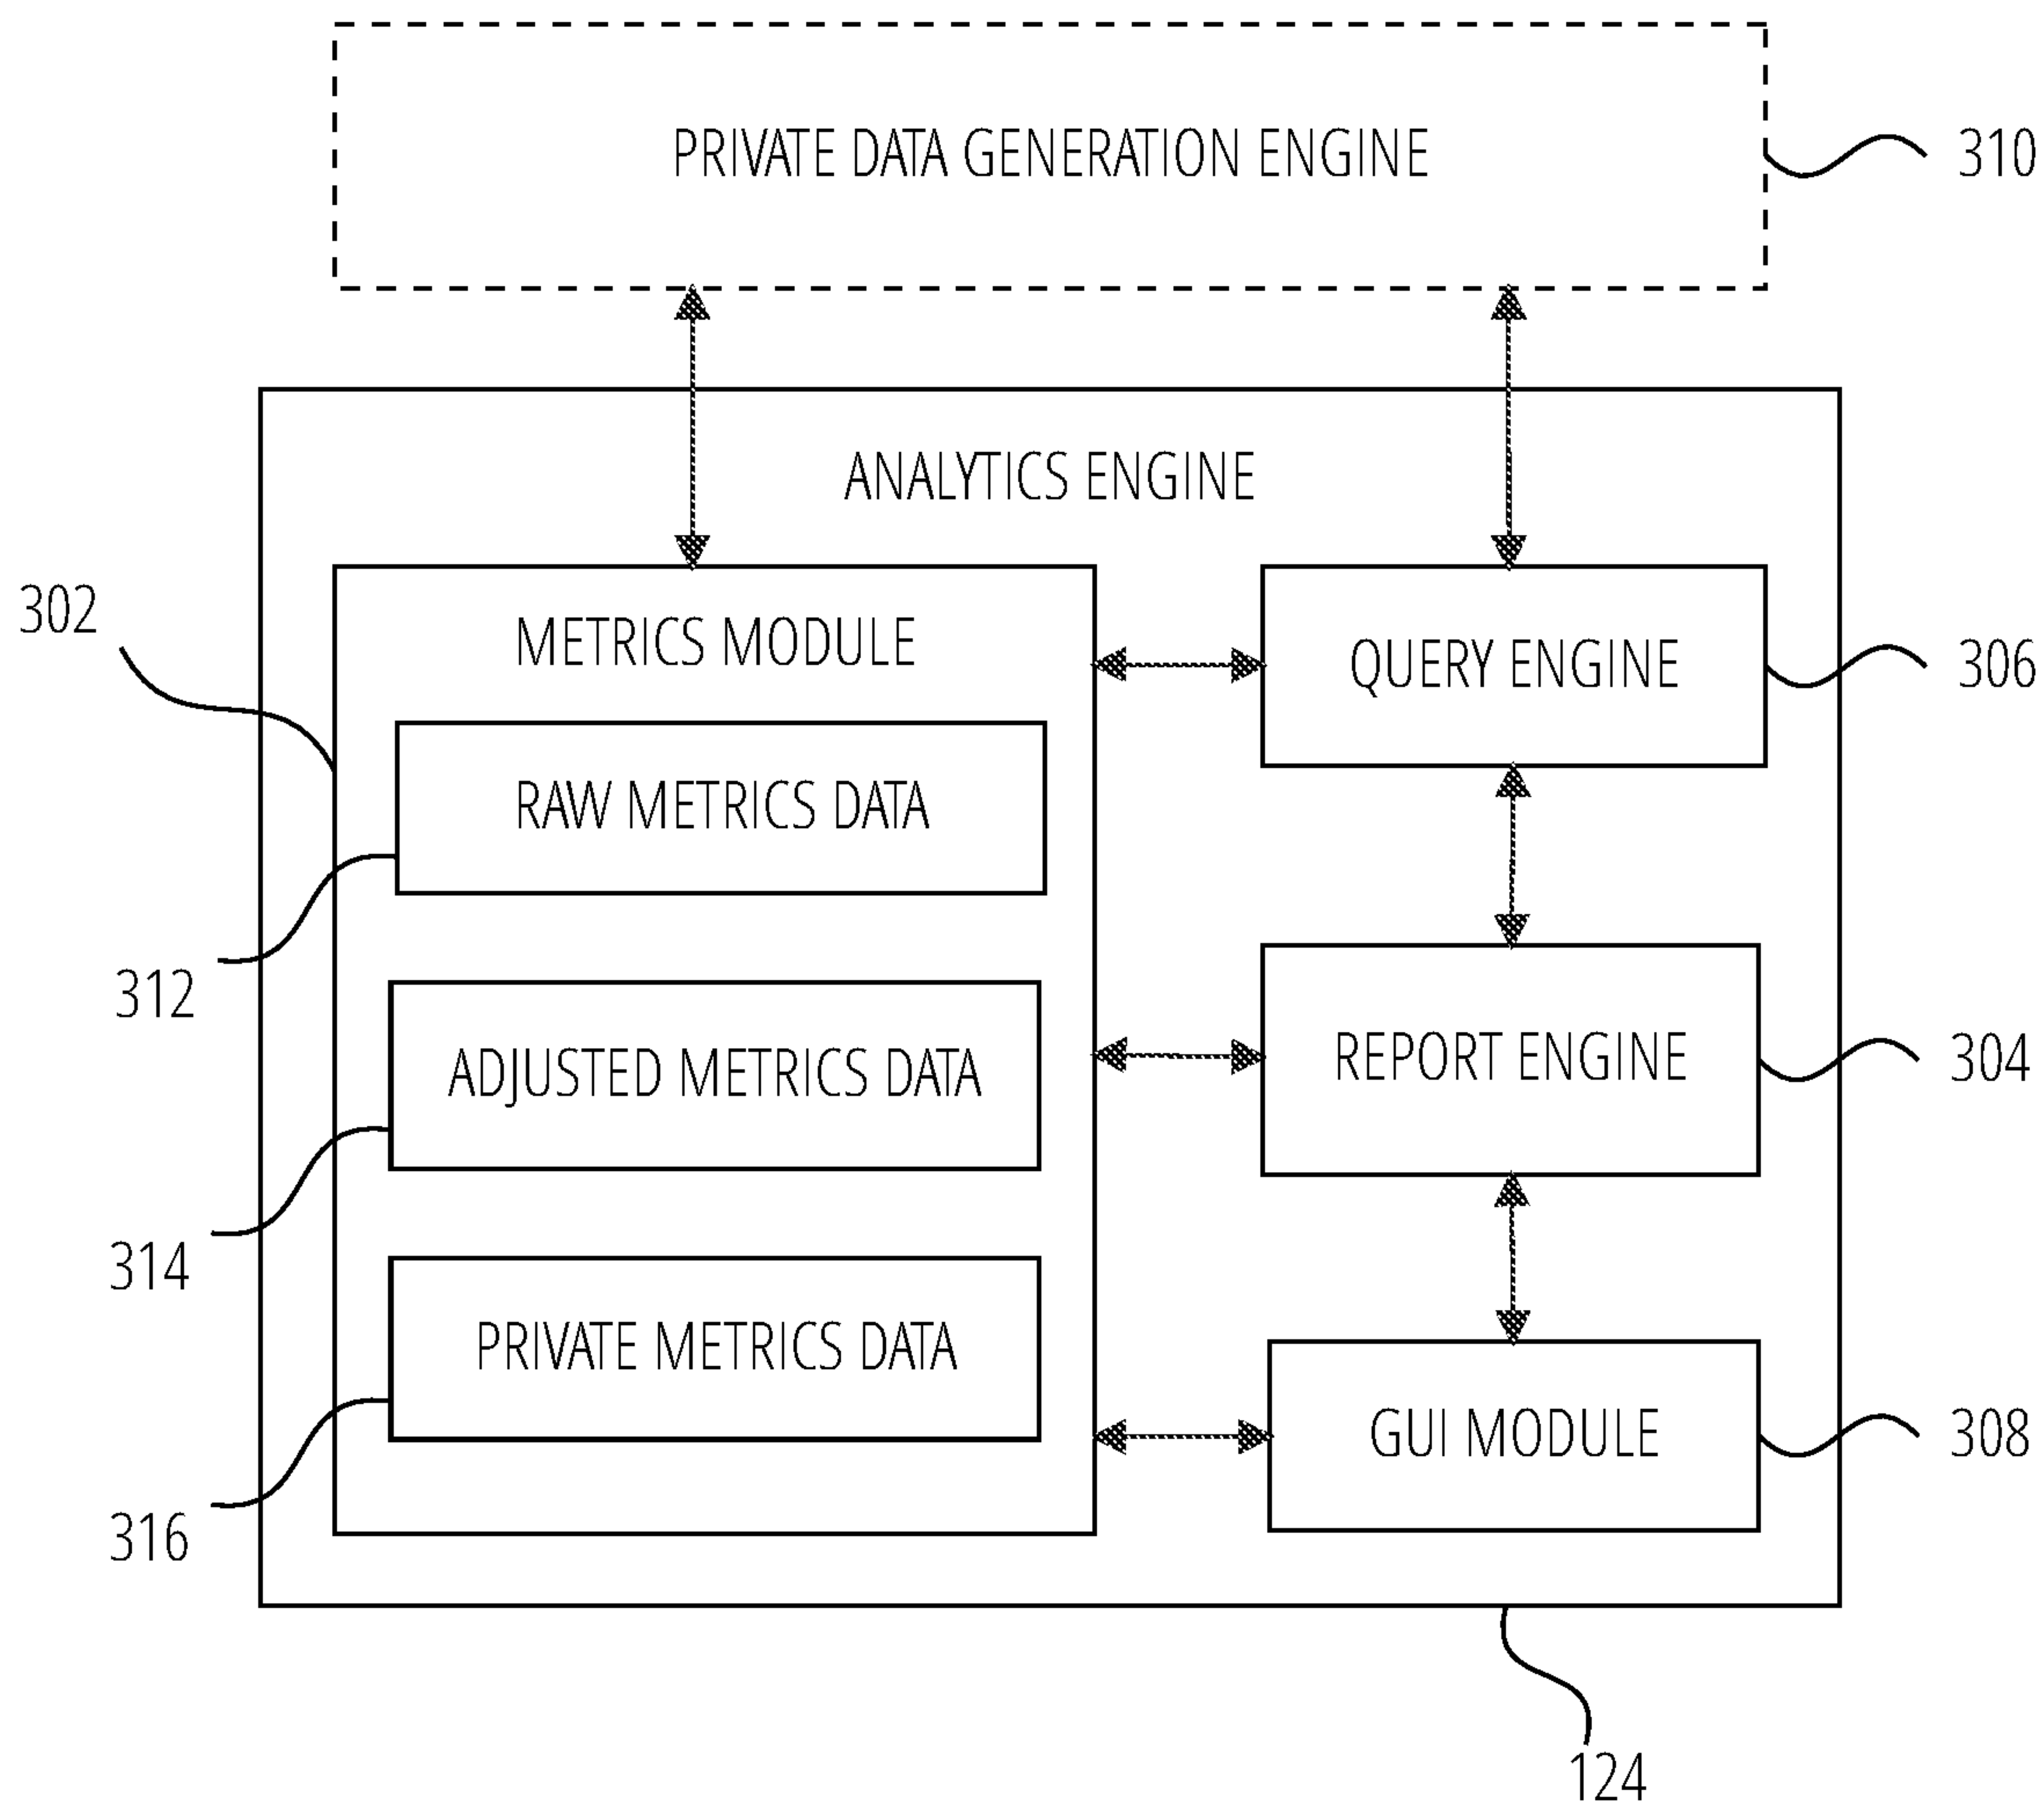 PRIVATE DATA GENERATION ENGINE
310
ANALYTICS ENGINE
302
METRICS MODULE
QUERY ENGINE
306
RAW METRICS DATA
312
ADJUSTED METRICS DATA
REPORT ENGINE
304
314
PRIVATE METRICS DATA
GUI MODULE
308
316
124